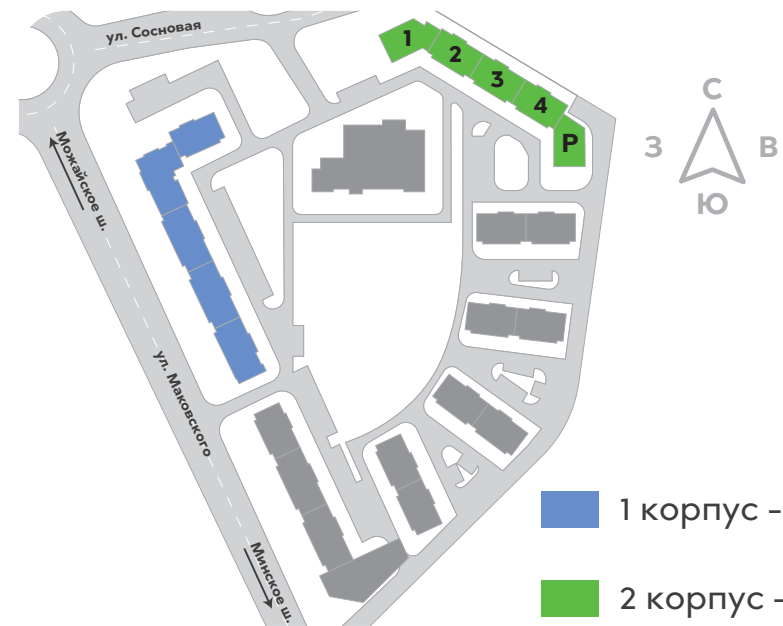 ул. Сосновая
1
2
3
4
P
С
З
В
Ю
Можайское ш.
ул. Маковского
Минское ш.
1 корпус -
2 корпус -